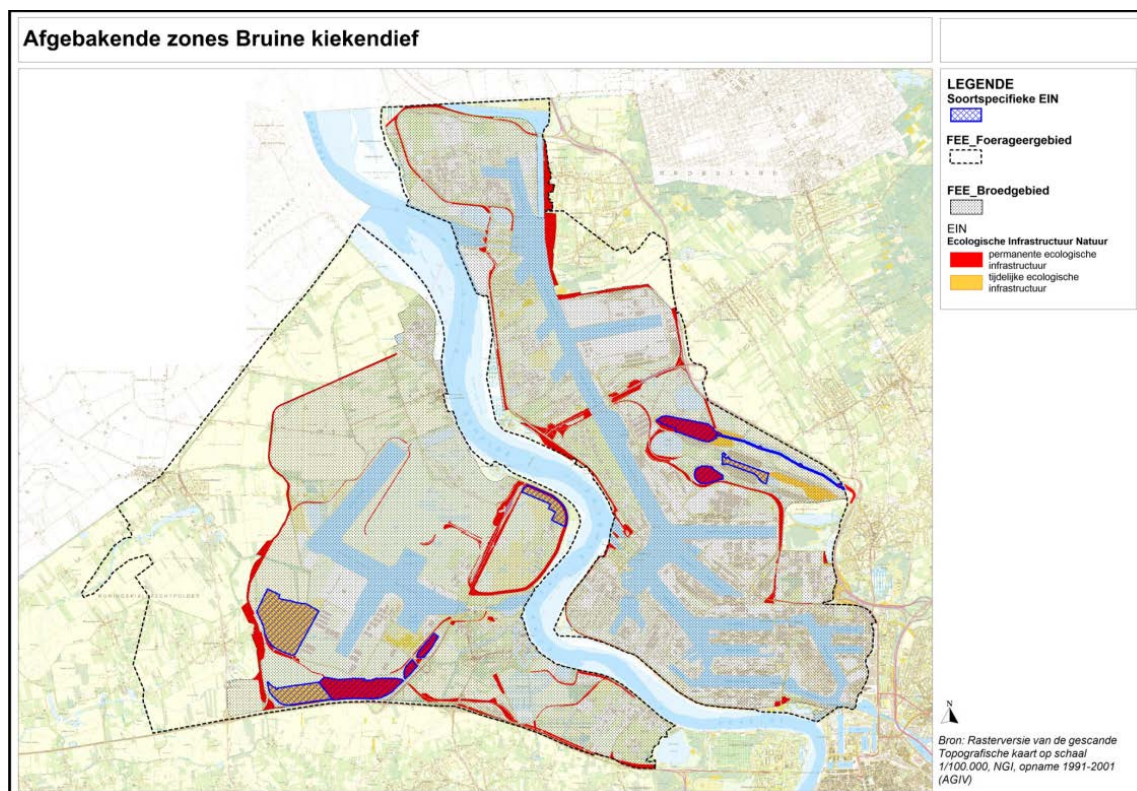 Afgebakende zones Bruine kiekendief
LEGENDE
Soortspecifieke EIN
FEE_Foerageergebied
FEE_Broedgebied
EIN
Ecologische Infrastructuur Natuur
permanente ecologische
infrastructuur
tijdelijke ecologische
infrastructuur
N
Bron: Rasterversie van de gescande
Topografische kaart op schaal
1/100.000, NGI, opname 1991-2001
(AGIV)